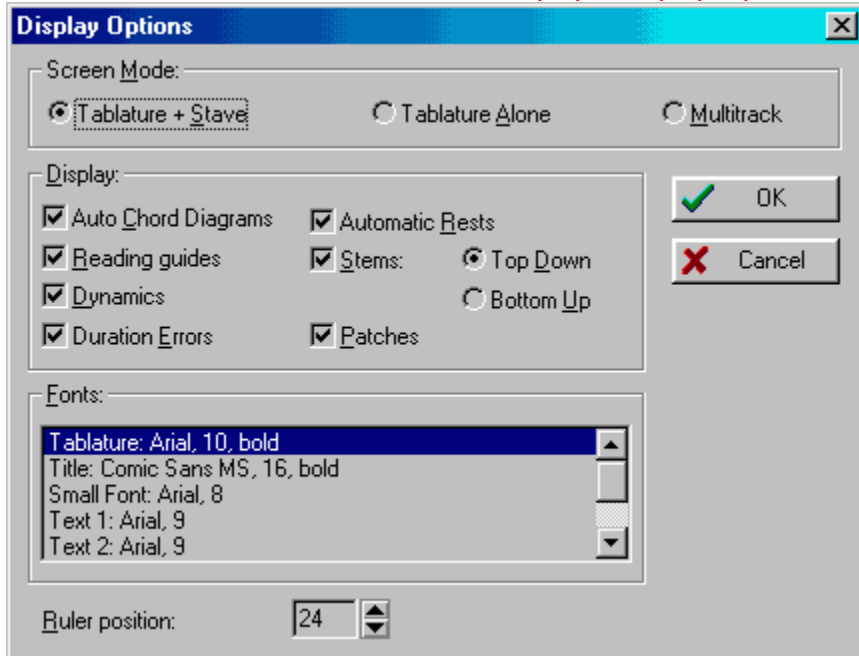 Display Options
Screen Mode:
Tablature + Stave Tablature Alone Multitrack
Display:
Auto Chord Diagrams Automatic Rests
Reading guides Stems: Top Down
Dynamics Bottom Up
Duration Errors Patches
OK
Cancel
Fonts:
Tablature: Arial, 10, bold
Title: Comic Sans MS, 16, bold
Small Font: Arial, 8
Text 1: Arial, 9
Text 2: Arial, 9
Ruler position: 24